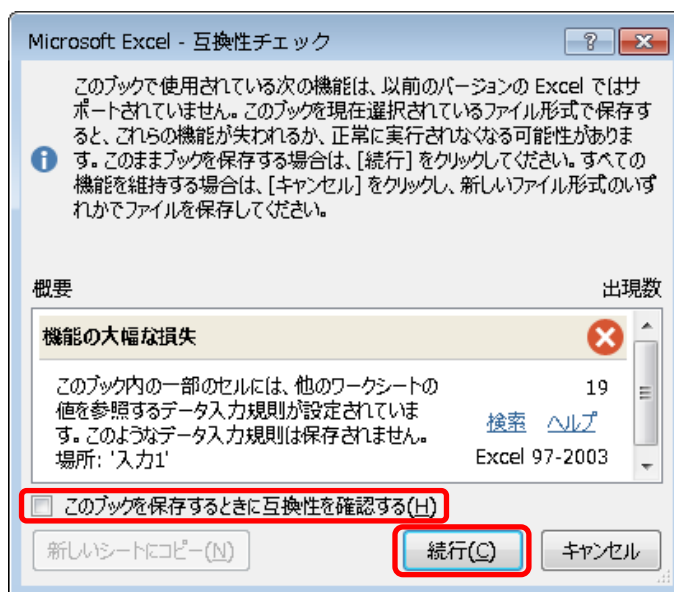 Microsoft Excel - 互換性チェック
このブックで使用されている次の機能は、以前のバージョンの Excel ではサ
ポートされていません。このブックを現在選択されているファイル形式で保存す
ると、これらの機能が失われるか、正常に実行されなくなる可能性がありま
す。このままブックを保存する場合は、[続行] をクリックしてください。すべての
機能を維持する場合は、[キャンセル] をクリックし、新しいファイル形式のいず
れかでファイルを保存してください。
概要 出現数
機能の大幅な損失
このブック内の一部のセルには、他のワークシートの 19
値を参照するデータ入力規則が設定されていま
す。このようなデータ入力規則は保存されません。 検索 ヘルプ
場所: '入力1' Excel 97-2003
このブックを保存するときに互換性を確認する(H)
新しいシートにコピー(N) 続行(C) キャンセル